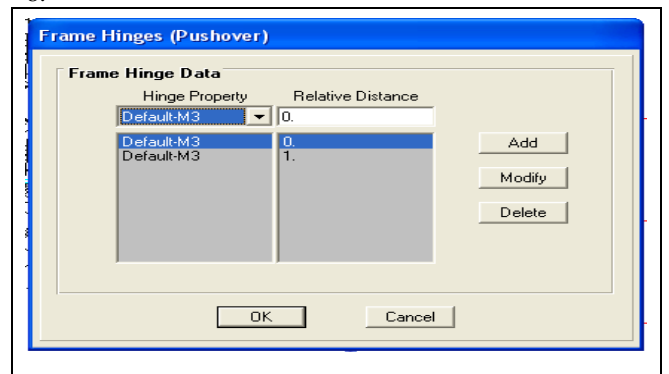 Frame Hinges (Pushover)
Frame Hinge Data
Hinge Property Relative Distance
Default-M3 0.
Default-M3 0.
Default-M3 1.
Add
Modify
Delete
OK Cancel